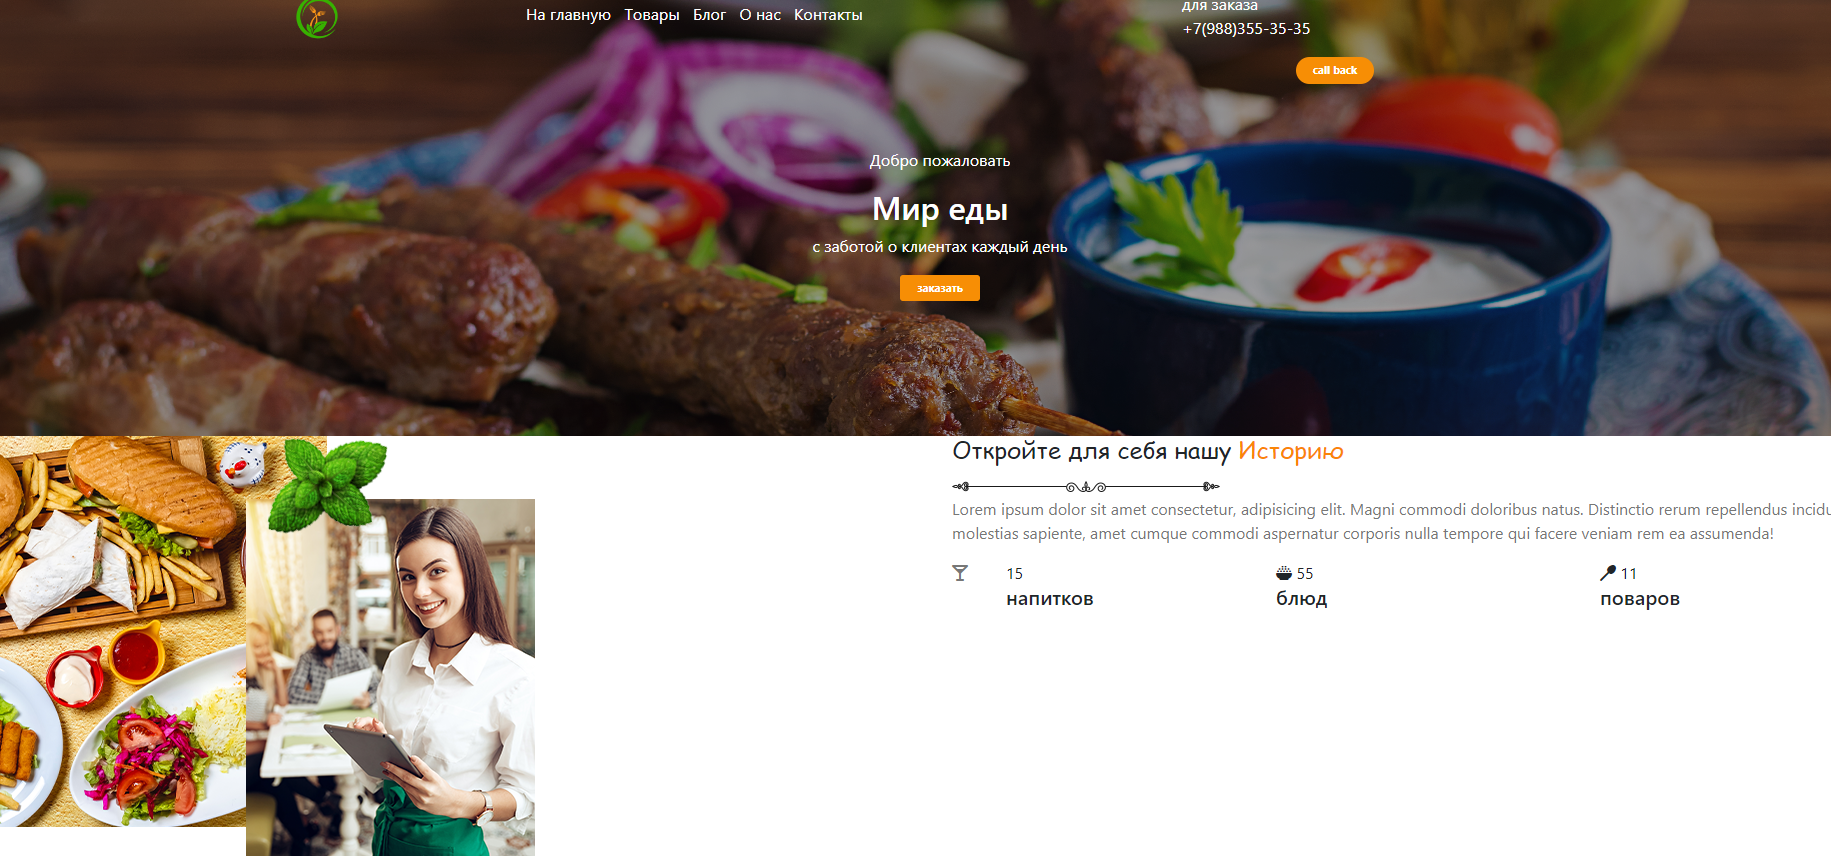 На главную Товары Блог О нас Контакты
для заказа
+7(988)355-35-35
call back
Добро пожаловать
Мир еды
с заботой о клиентах каждый день
заказать
Откройте для себя нашу Историю
Lorem ipsum dolor sit amet consectetur, adipisicing elit. Magni commodi doloribus natus. Distinctio rerum repellendus incidu
molestias sapiente, amet cumque commodi aspernatur corporis nulla tempore qui facere veniam rem ea assumenda!
15 55 11
напитков блюд поваров